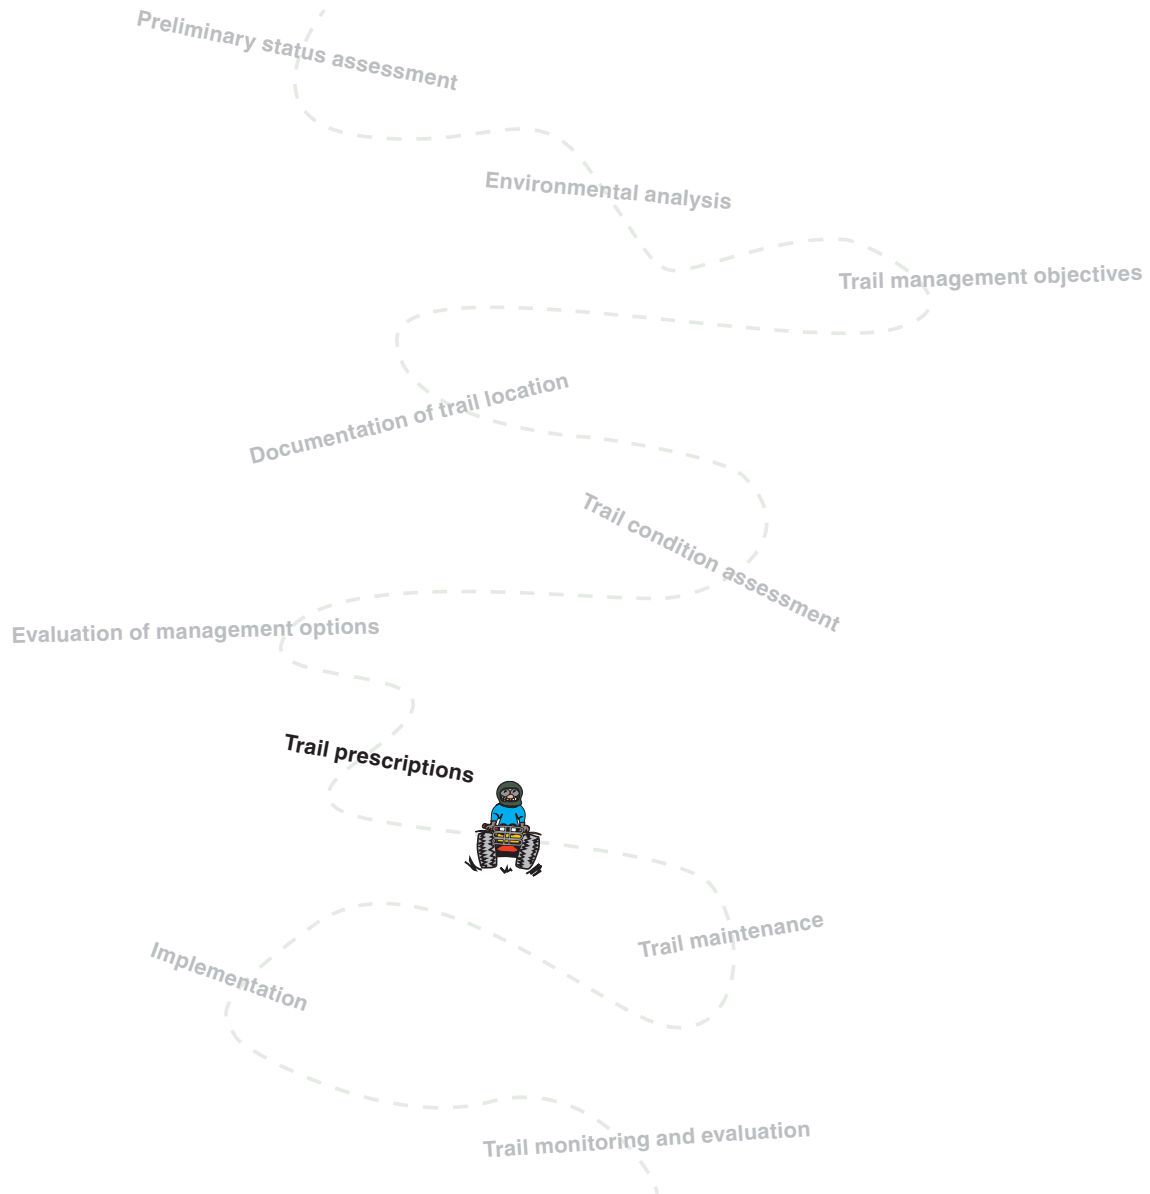 Preliminary status assessment
Environmental analysis
Trail management objectives
Documentation of trail location
Trail condition assessment
Evaluation of management options
Trail prescriptions
Trail maintenance
Implementation
Trail monitoring and evaluation